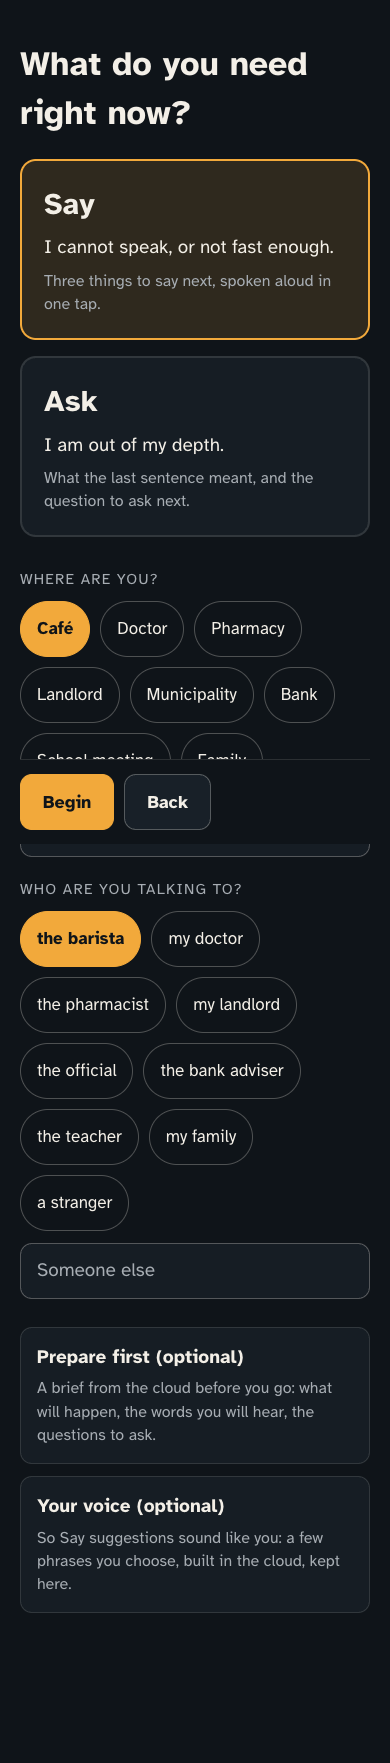 What do you need
right now?
Say
I cannot speak, or not fast enough.
Three things to say next, spoken aloud in
one tap.
Ask
I am out of my depth.
What the last sentence meant, and the
question to ask next.
WHERE ARE YOU?
Café Doctor Pharmacy
Landlord Municipality Bank
School meeting Family
Begin Back
WHO ARE YOU TALKING TO?
the barista my doctor
the pharmacist my landlord
the official the bank adviser
the teacher my family
a stranger
Someone else
Prepare first (optional)
A brief from the cloud before you go: what
will happen, the words you will hear, the
questions to ask.
Your voice (optional)
So Say suggestions sound like you: a few
phrases you choose, built in the cloud, kept
here.